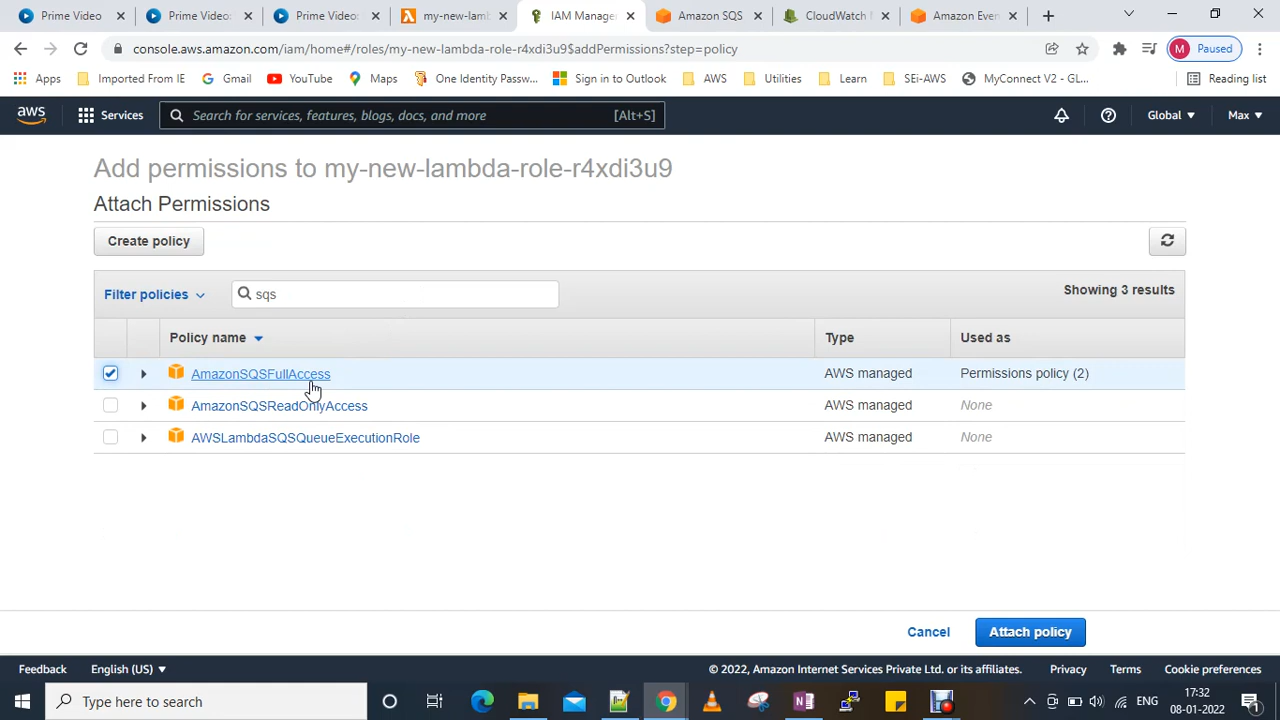 Prime Video
Prime Video:
Prime Video:
my-new-lamb
IAM Manage
Amazon SQS
CloudWatch
Amazon Even
console.aws.amazon.com/iam/home#/roles/my-new-lambda-role-r4xdi3u9$addPermissions?step=policy
M
Paused
Apps
Imported From IE
Gmail
YouTube
Maps
One Identity Passw...
Sign in to Outlook
AWS
Utilities
Learn
SEi-AWS
MyConnect V2 - GL...
Reading list
aws
Services
Search for services, features, blogs, docs, and more
[Alt+S]
Global
Max
Add permissions to my-new-lambda-role-r4xdi3u9
Attach Permissions
Create policy
Filter policies
sqs
Showing 3 results
Policy name
Type
Used as
AmazonSQSFullAccess
AWS managed
Permissions policy (2)
AmazonSQSReadOnlyAccess
AWS managed
None
AWSLambdaSQSQueueExecutionRole
AWS managed
None
Cancel
Attach policy
Feedback
English (US)
© 2022, Amazon Internet Services Private Ltd. or its affiliates.
Privacy
Terms
Cookie preferences
Type here to search
ENG
17:32
08-01-2022
1